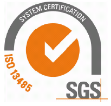 SYSTEM CERTIFICATION
ISO 13485
SGS